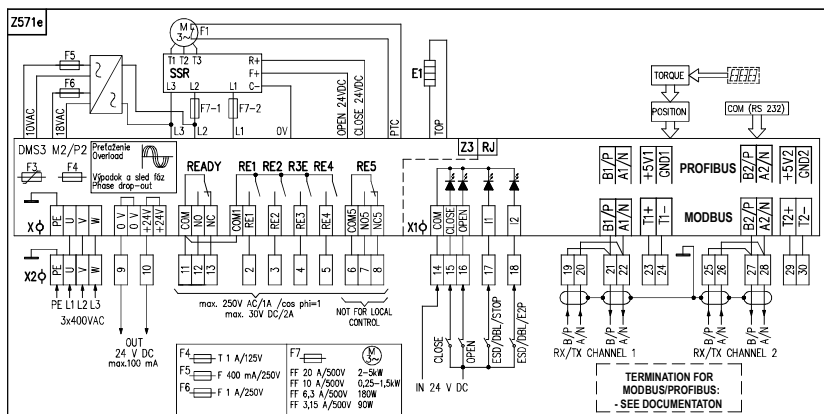 Z571e
M 3
F1
T1 T2 T3
SSR
R+
F+
C-
L3 L2 L1
F5
F6
F7-1
F7-2
10VAC
18VAC
L3 L2 L1 0V
OPEN 24VDC
CLOSE 24VDC
PTC
E1
TOP
TORQUE
POSITION
COM (RS 232)
DMS3 M2/P2
F3
F4
Preťaženie
Overload
Výpadok a sled fáz
Phase drop-out
READY
RE1 RE2 R3E RE4
RE5
Z3 RJ
B1/P
A1/N
+5V1
GND1
PROFIBUS
B2/P
A2/N
+5V2
GND2
X
PE U V W
0 V
0 V
+24V
+24V
COM NO NC
COM1 RE1 RE2 RE3 RE4
COM5 NO5 NC5
X1
COM CLOSE OPEN
I1
I2
B1/P
A1/N
T1+
T1-
MODBUS
B2/P
A2/N
T2+
T2-
X2
PE U V W
9 10
11 12 13
2 3 4 5
6 7 8
14 15 16 17 18
19 20 21 22 23 24
25 26 27 28 29 30
PE L1 L2 L3
3x400VAC
OUT
24 V DC
max.100 mA
max. 250V AC/1A /cos phi=1
max. 30V DC/2A
NOT FOR LOCAL
CONTROL
IN 24 V DC
CLOSE
OPEN
ESD/DBL/STOP
ESD/DBL/E2P
B/P
A/N
B/P
A/N
RX/TX CHANNEL 1
B/P
A/N
B/P
A/N
RX/TX CHANNEL 2
F4 T 1 A/125V
F5 F 400 mA/250V
F6 F 1 A/250V
F7
M 3
FF 20 A/500V 2-5kW
FF 10 A/500V 0,25-1,5kW
FF 6,3 A/500V 180W
FF 3,15 A/500V 90W
TERMINATION FOR
MODBUS/PROFIBUS:
- SEE DOCUMENTATON